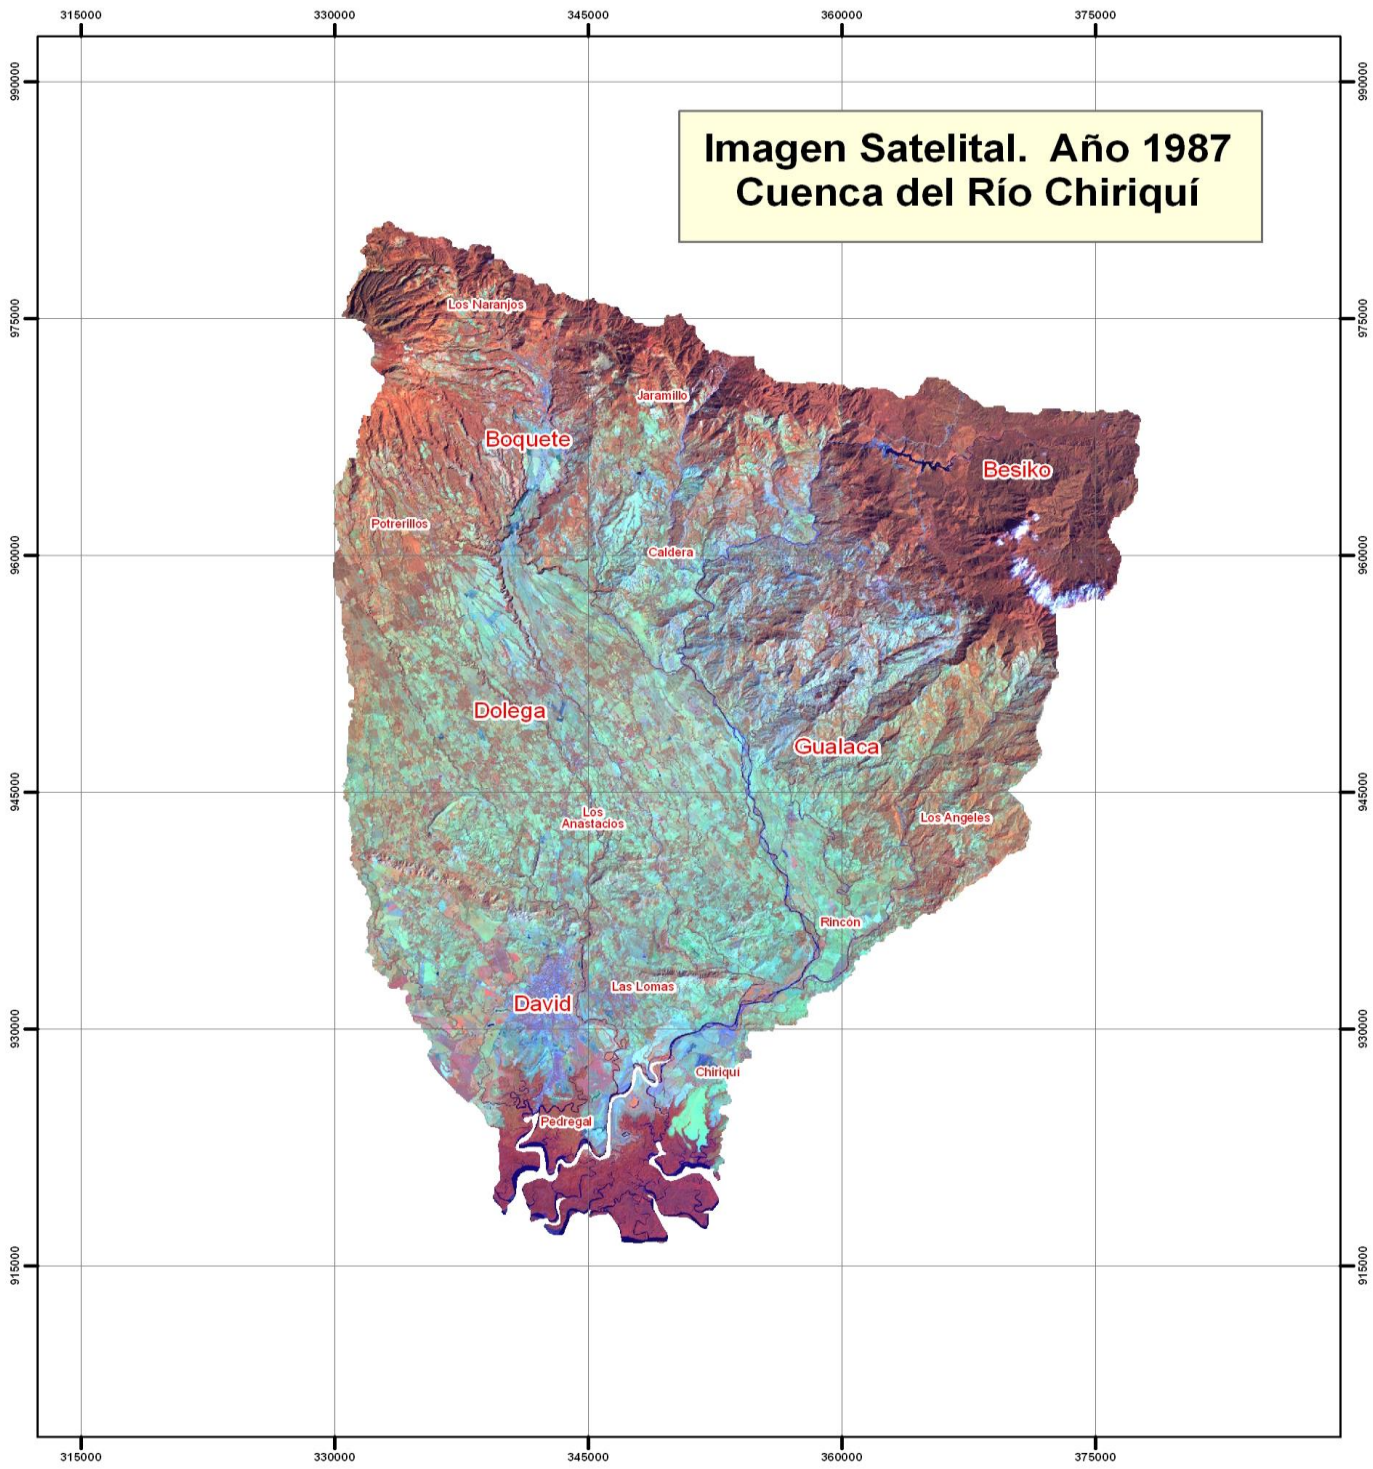 315000
330000
345000
360000
375000
990000
990000
Imagen Satelital.  Año 1987
Cuenca del Río Chiriquí
Los Naranjos
975000
975000
Jaramillo
Boquete
Besiko
Potrerillos
Caldera
960000
960000
Dolega
Gualaca
945000
945000
Los
Anastacios
Los Angeles
Rincón
Las Lomas
David
930000
930000
Chiriquí
Pedregal
915000
915000
315000
330000
345000
360000
375000